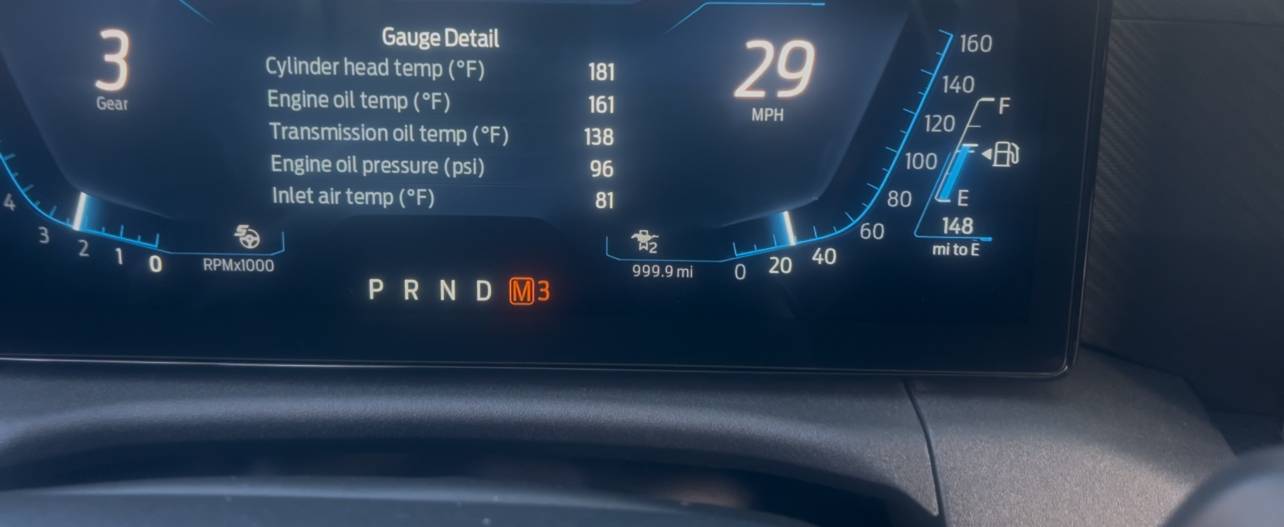 3
Gear
Gauge Detail
Cylinder head temp (°F) 181
Engine oil temp (°F) 161
Transmission oil temp (°F) 138
Engine oil pressure (psi) 96
Inlet air temp (°F) 81
29
MPH
4
3
2
1
0
RPMx1000
S
P R N D M3
2
999.9 mi
0
20
40
60
80
100
120
140
160
F
E
148
mi to E